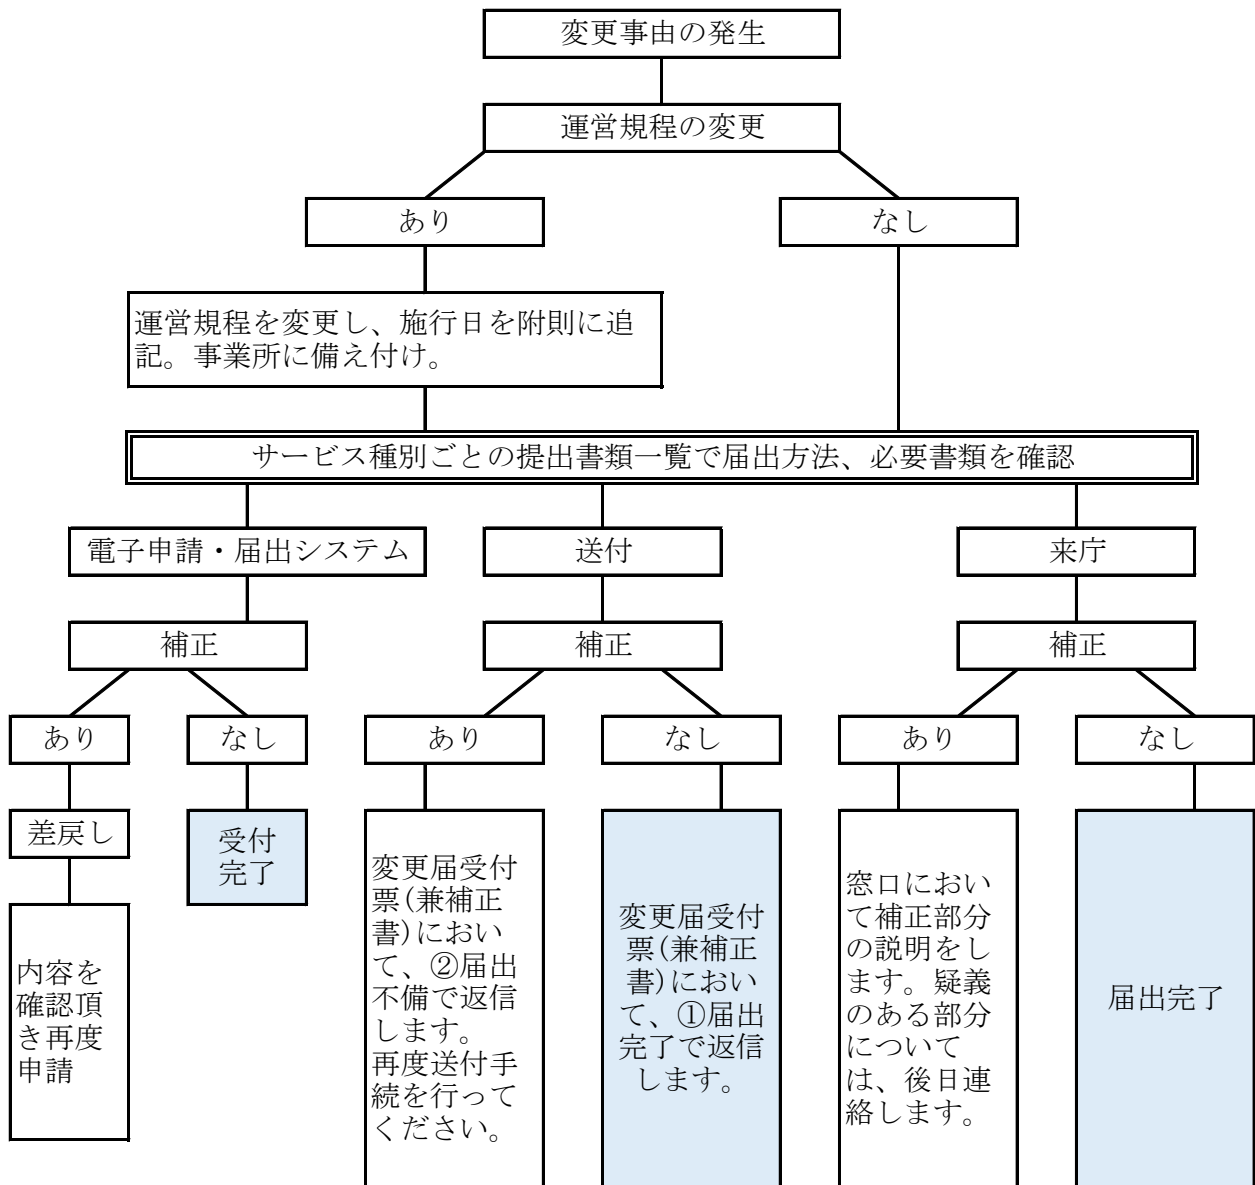 変更事由の発生
運営規程の変更
あり
なし
運営規程を変更し、施行日を附則に追
記。事業所に備え付け。
サービス種別ごとの提出書類一覧で届出方法、必要書類を確認
電子申請・届出システム
送付
来庁
補正
補正
補正
あり
なし
あり
なし
あり
なし
差戻し
受付
完了
内容を
確認頂
き再度
申請
変更届受付
票(兼補正
書)におい
て、②届出
不備で返信
します。
再度送付手
続を行って
ください。
変更届受付
票(兼補正
書)におい
て、①届出
完了で返信
します。
窓口におい
て補正部分
の説明をし
ます。疑義
のある部分
について
は、後日連
絡します。
届出完了